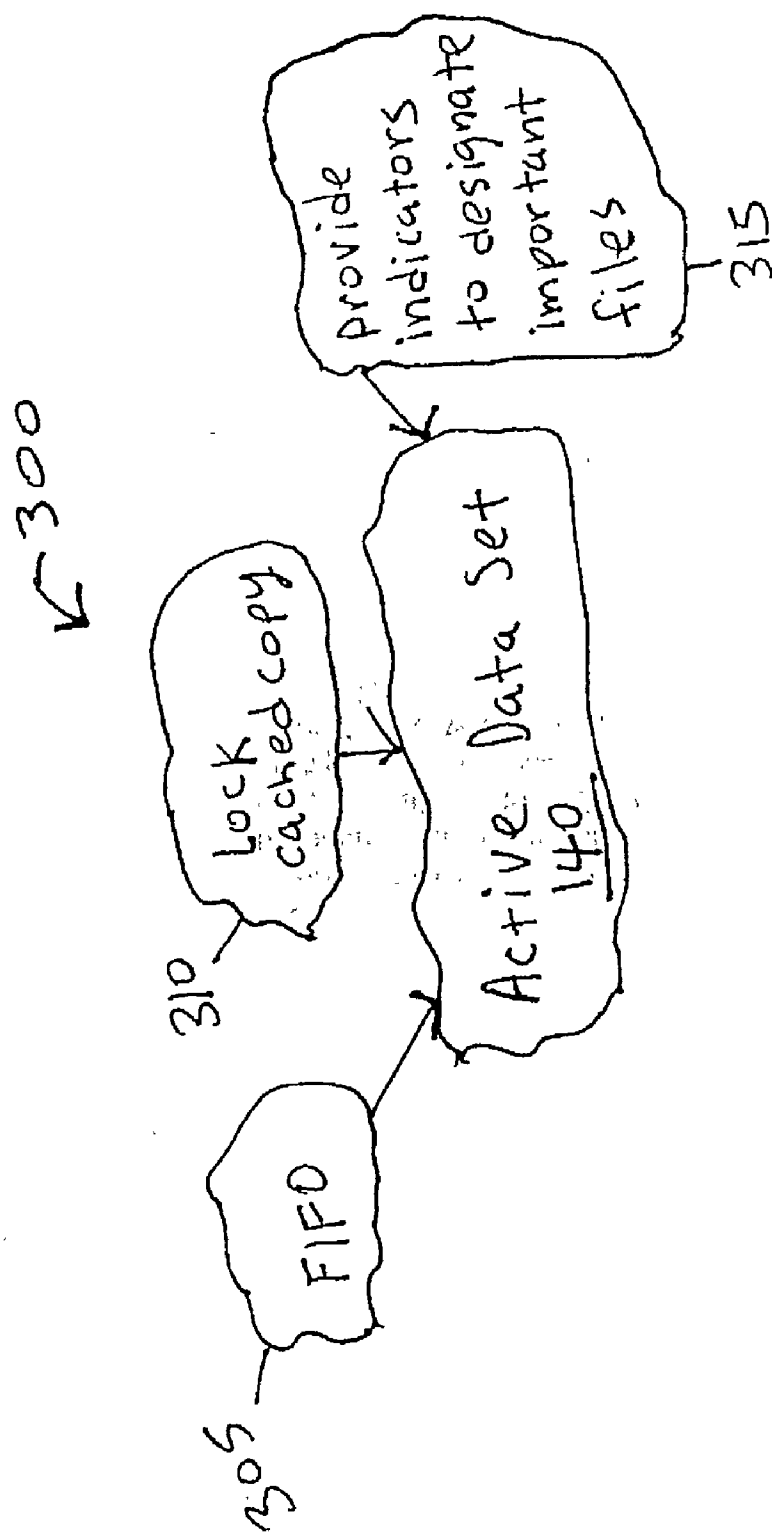 300
305
FIFO
310
Lock
cached copy
provide
indicators
to designate
important
files
315
Active Data Set
140